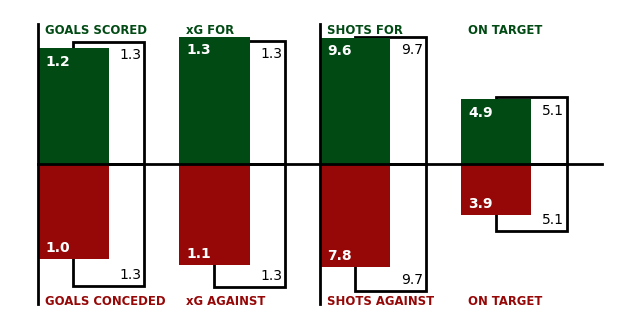 GOALS SCORED xG FOR SHOTS FOR ON TARGET
1.2 1.3 1.3 1.3 9.6 9.7 4.9 5.1
1.0 1.3 1.1 1.3 7.8 9.7 3.9 5.1
GOALS CONCEDED xG AGAINST SHOTS AGAINST ON TARGET